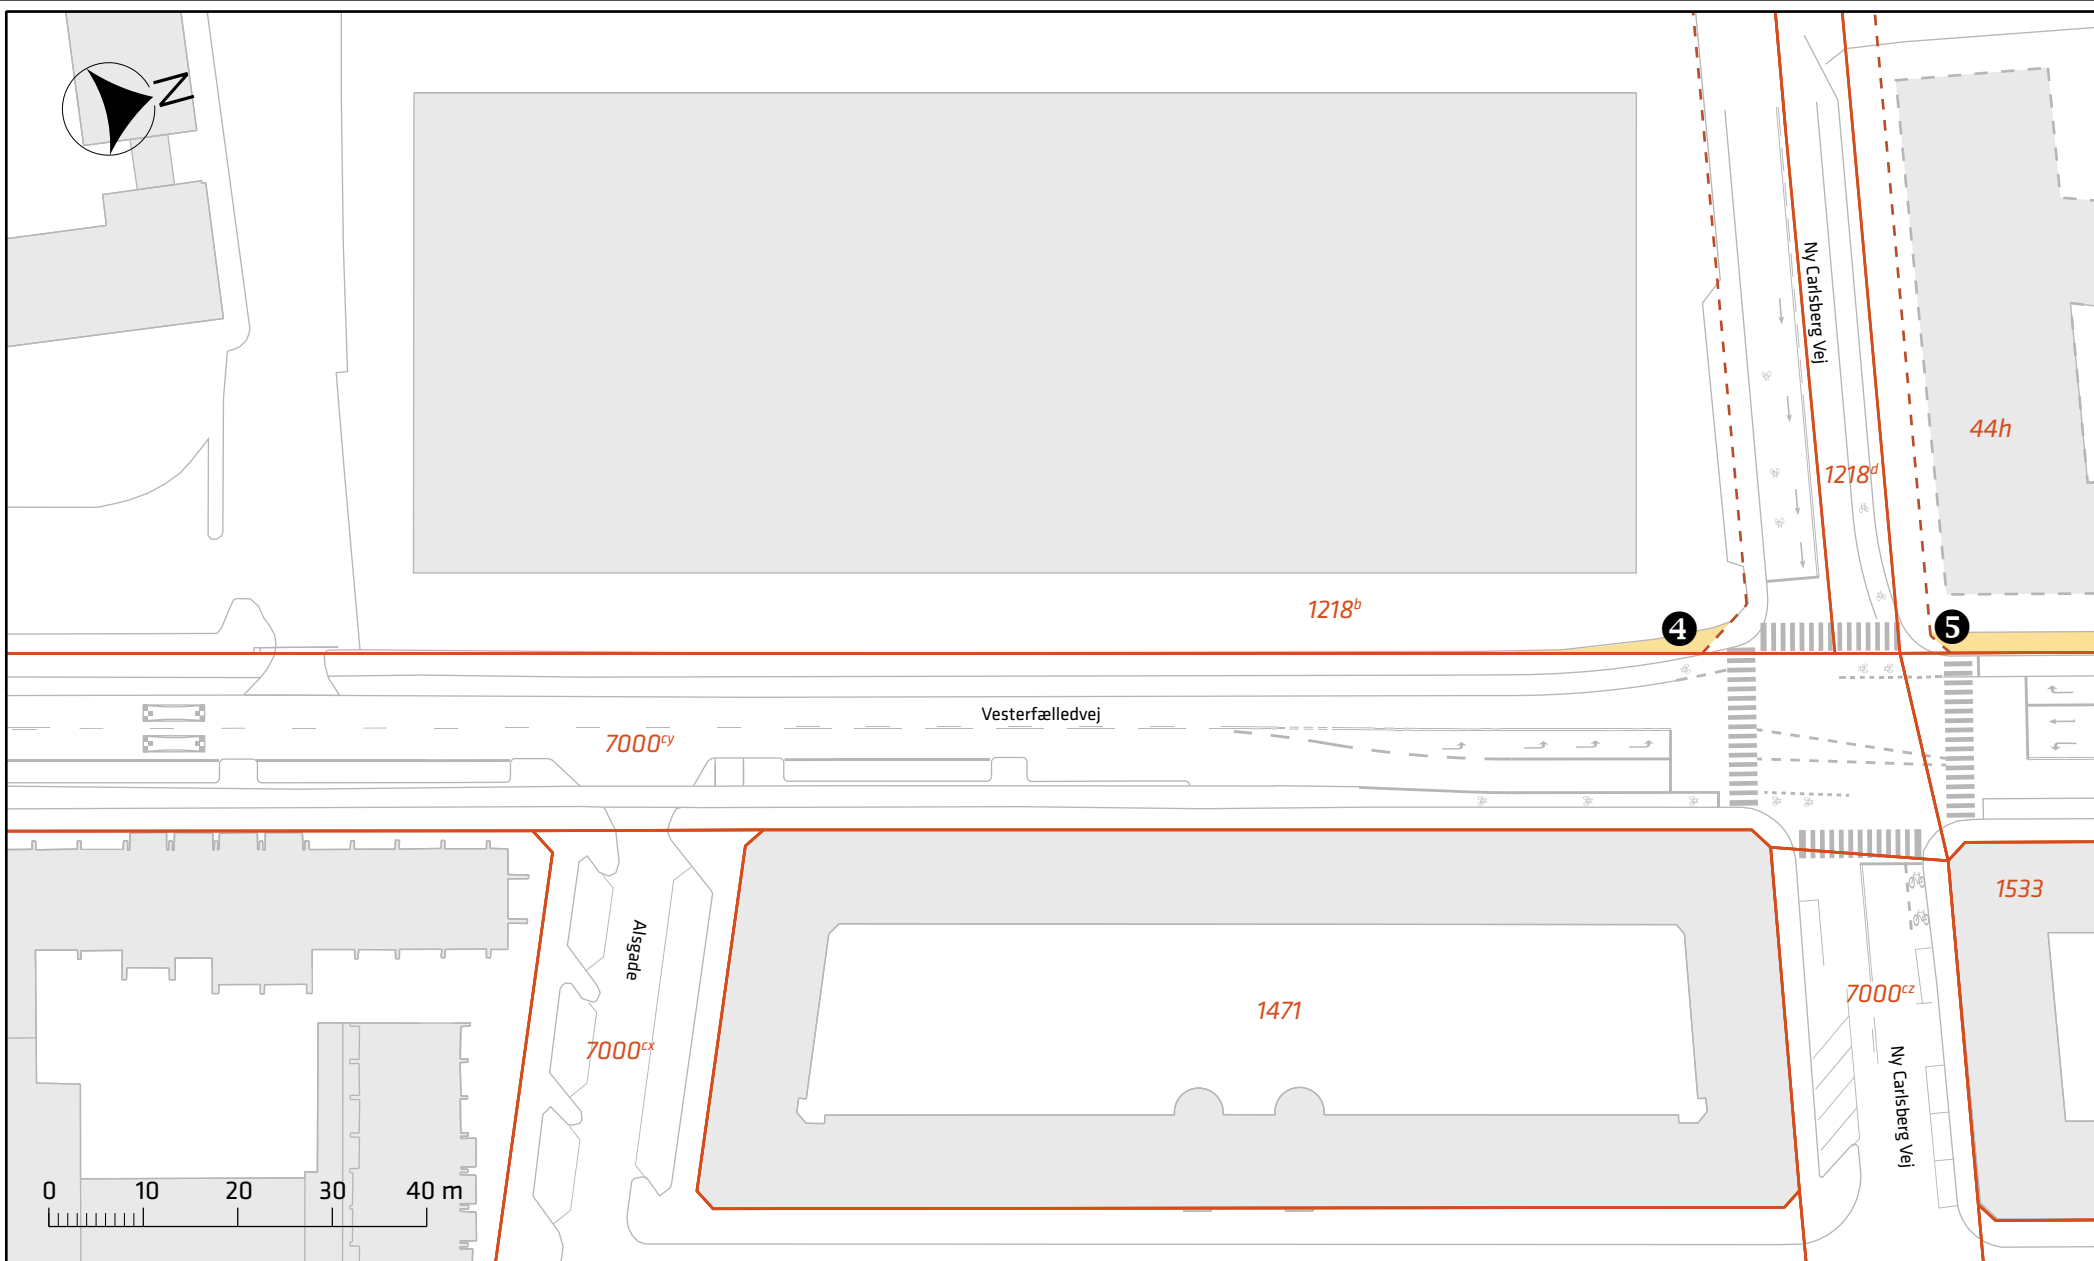 N
Ny Carlsberg Vej
44h
1218d
1218b
4
5
Vesterfælledvej
7000cy
1533
Alsgade
7000cz
1471
7000cx
Ny Carlsberg Vej
0 10 20 30 40 m